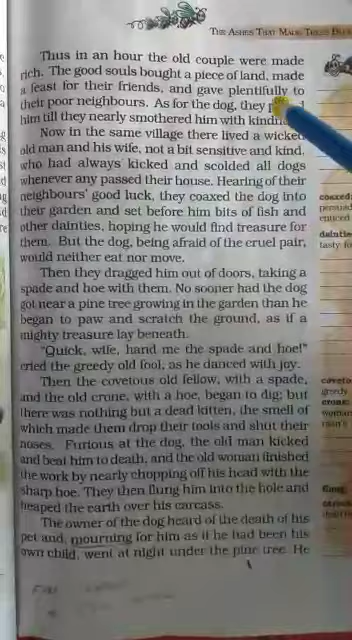 THE ASHES THAT MADE TREES
Thus in an hour the old couple were made
rich. The good souls bought a piece of land, made
a feast for their friends, and gave plentifully to
their poor neighbours. As for the dog, they
him till they nearly smothered him with
Now in the same village there lived a wicked
old man and his wife, not a bit sensitive and kind,
who had always kicked and scolded all dogs
whenever any passed their house. Hearing of their
neighbours' good luck, they coaxed the dog into
their garden and set before him bits of fish and
other dainties, hoping he would find treasure for
them. But the dog, being afraid of the cruel pair,
would neither eat nor move.
Then they dragged him out of doors, taking a
spade and hoe with them. No sooner had the dog
got near a pine tree growing in the garden than he
began to paw and scratch the ground, as if a
mighty treasure lay beneath.
"Quick, wife, hand me the spade and hoe!"
cried the greedy old fool, as he danced with joy.
Then the covetous old fellow, with a spade,
and the old crone, with a hoe, began to dig; but
there was nothing but a dead kitten, the smell of
which made them drop their tools and shut their
noses. Furious at the dog, the old man kicked
and beat him to death, and the old woman finished
the work by nearly chopping off his head with the
sharp hoe. They then flung him into the hole and
heaped the earth over his carcass.
The owner of the dog heard of the death of his
pet and, mourning for him as if he had been his
own child, went at night under the pine tree. He
coaxed:
enticed
tasty
greedy
crone:
woman
flung: